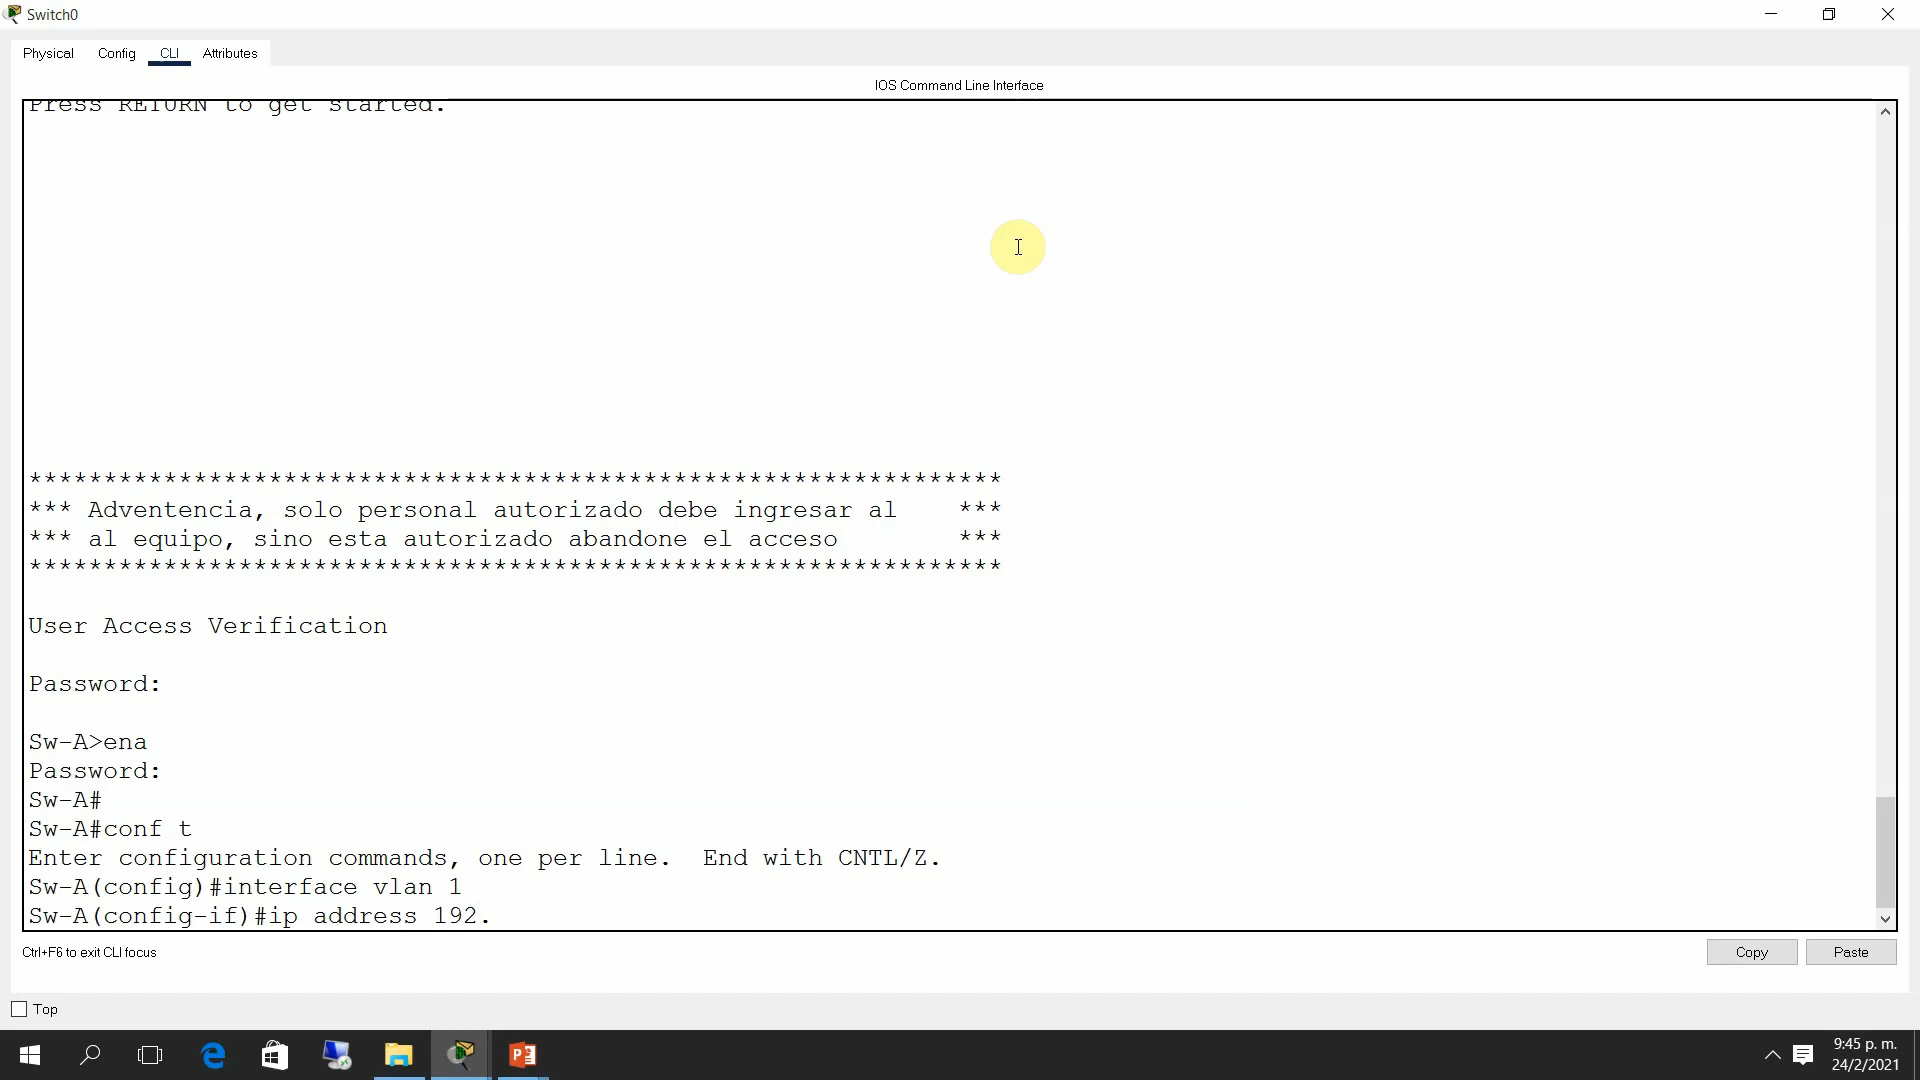 Switch0
Physical Config CLI Attributes
IOS Command Line Interface
Press RETURN to get started.
*****************************************************************
*** Adventencia, solo personal autorizado debe ingresar al    ***
*** al equipo, sino esta autorizado abandone el acceso        ***
*****************************************************************
User Access Verification
Password:
Sw-A>ena
Password:
Sw-A#
Sw-A#conf t
Enter configuration commands, one per line.  End with CNTL/Z.
Sw-A(config)#interface vlan 1
Sw-A(config-if)#ip address 192.
Ctrl+F6 to exit CLI focus
Copy Paste
Top
9:45 p. m.
24/2/2021